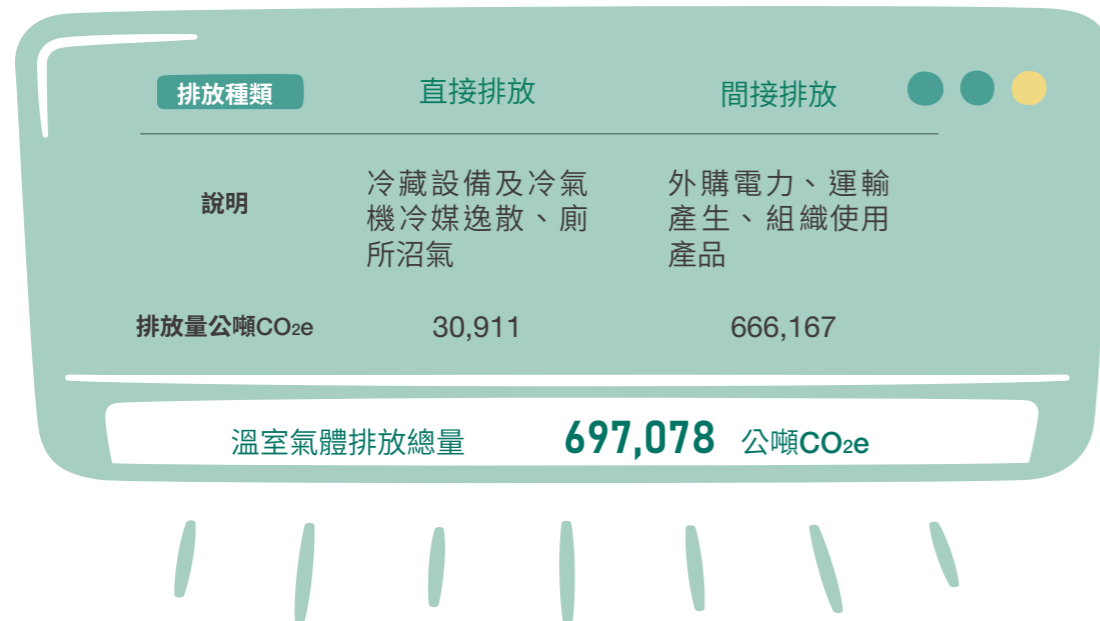 排放種類 直接排放 間接排放
說明
冷藏設備及冷氣
機冷媒逸散、廁
所沼氣
外購電力、運輸
產生、組織使用
產品
排放量公噸CO2e 30,911 666,167
溫室氣體排放總量 697,078 公噸CO2e